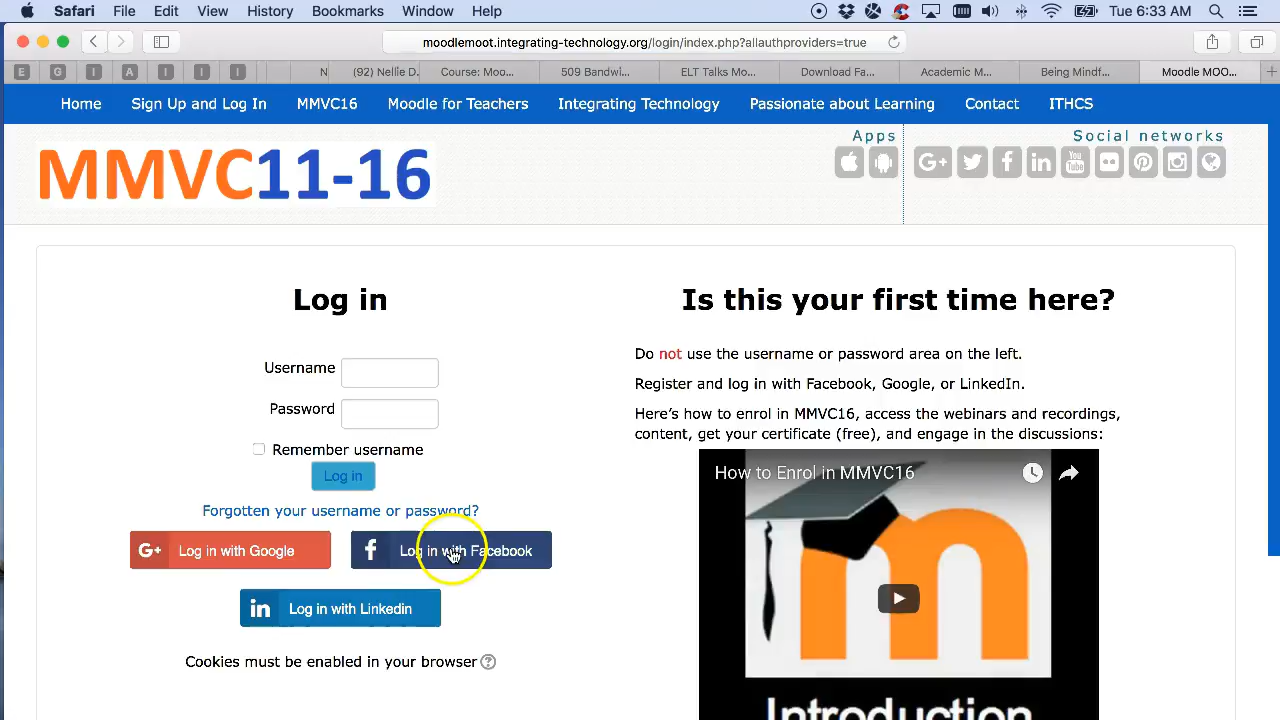 Safari File Edit View History Bookmarks Window Help Tue 6:33 AM
moodlemoot.integrating-technology.org/login/index.php?allauthproviders=true
E G I A I I I N (92) Nellie D. Course: Moo... 509 Bandwi... ELT Talks Mo... Download Fa... Academic M... Being Mindf... Moodle MOO...
Home Sign Up and Log In MMVC16 Moodle for Teachers Integrating Technology Passionate about Learning Contact ITHCS
Apps Social networks
MMVC11-16
G+ f in You Tube
Log in
Username
Password
Remember username
Log in
Forgotten your username or password?
G+ Log in with Google
f Log in with Facebook
in Log in with Linkedin
Cookies must be enabled in your browser ?
Is this your first time here?
Do not use the username or password area on the left.
Register and log in with Facebook, Google, or LinkedIn.
Here's how to enrol in MMVC16, access the webinars and recordings,
content, get your certificate (free), and engage in the discussions:
How to Enrol in MMVC16
m
Introduction